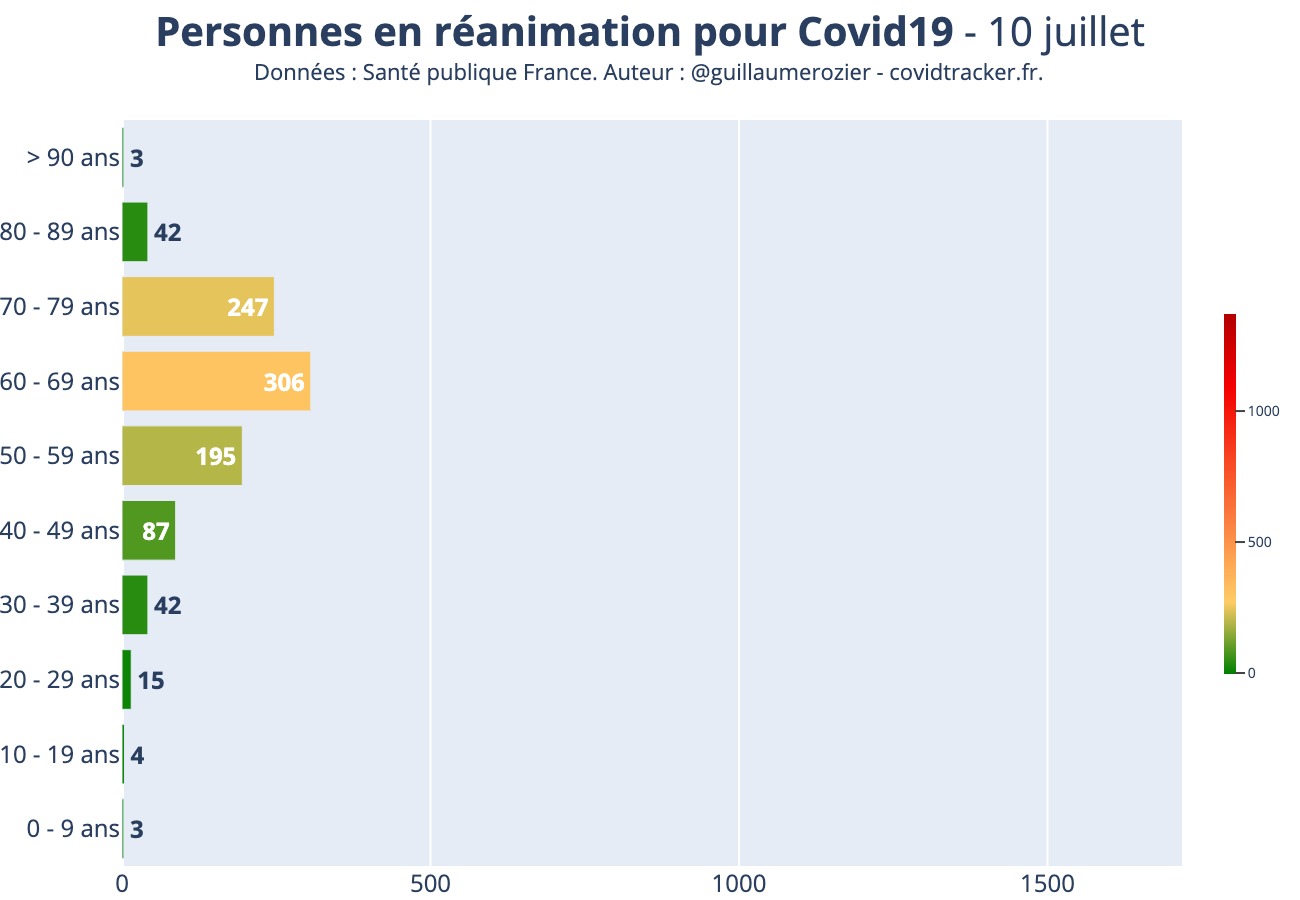 Personnes en réanimation pour Covid19 - 10 juillet
Données : Santé publique France. Auteur : @guillaumerozier - covidtracker.fr.
> 90 ans 3
80 - 89 ans 42
70 - 79 ans 247
60 - 69 ans 306
50 - 59 ans 195
40 - 49 ans 87
30 - 39 ans 42
20 - 29 ans 15
10 - 19 ans 4
0 - 9 ans 3
0 500 1000 1500
1000
500
0